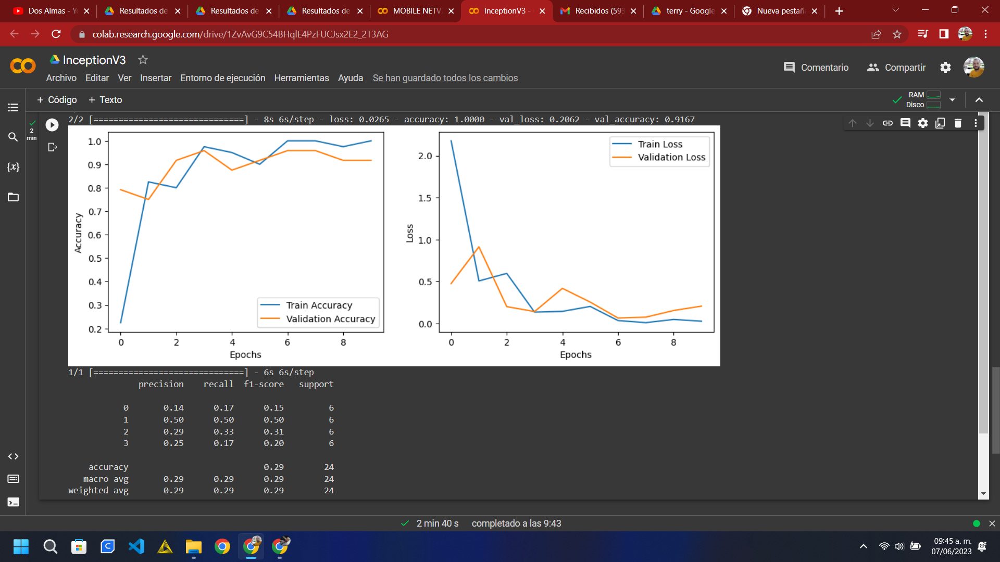 Dos Almas - Y
Resultados de
Resultados de
Resultados de
MOBILE NETV
InceptionV3 -
Recibidos (593
terry - Google
Nueva pestañ
colab.research.google.com/drive/1ZvAvG9C54BHqlE4PzFUCJsx2E2_2T3AG
InceptionV3
Comentario
Compartir
Archivo Editar Ver Insertar Entorno de ejecución Herramientas Ayuda Se han guardado todos los cambios
+ Código + Texto
RAM
Disco
2
min
2/2 [==============================] - 8s 6s/step - loss: 0.0265 - accuracy: 1.0000 - val_loss: 0.2062 - val_accuracy: 0.9167
1.0
0.9
0.8
0.7
0.6
0.5
0.4
0.3
0.2
Accuracy
Train Accuracy
Validation Accuracy
0 2 4 6 8
Epochs
2.0
1.5
1.0
0.5
0.0
Loss
Train Loss
Validation Loss
0 2 4 6 8
Epochs
1/1 [==============================] - 6s 6s/step
precision recall f1-score support
0 0.14 0.17 0.15 6
1 0.50 0.50 0.50 6
2 0.29 0.33 0.31 6
3 0.25 0.17 0.20 6
accuracy 0.29 24
macro avg 0.29 0.29 0.29 24
weighted avg 0.29 0.29 0.29 24
2 min 40 s completado a las 9:43
09:45 a. m.
07/06/2023